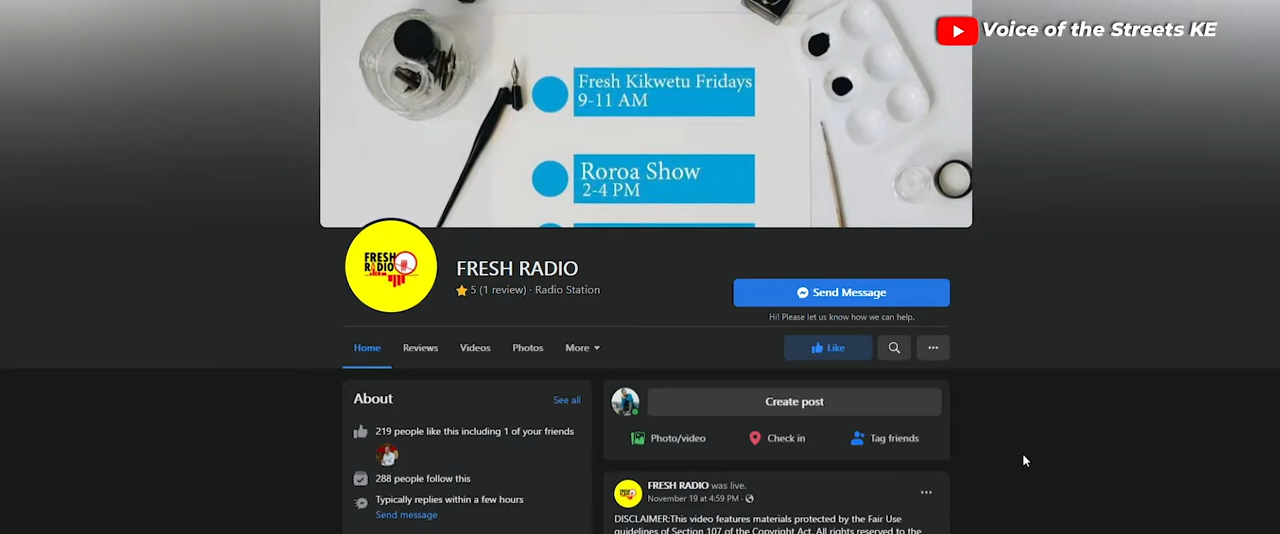 Voice of the Streets KE
Fresh Kikwetu Fridays
9-11 AM
Roroa Show
2-4 PM
FRESH
RADIO
FRESH RADIO
5 (1 review) · Radio Station
Send Message
Hi! Please let us know how we can help.
Home Reviews Videos Photos More
Like
About
See all
Create post
219 people like this including 1 of your friends
Photo/video Check in Tag friends
288 people follow this
Typically replies within a few hours
Send message
FRESH RADIO was live.
November 19 at 4:59 PM ·
DISCLAIMER:This video features materials protected by the Fair Use
guidelines of Section 107 of the Copyright Act. All rights reserved to the